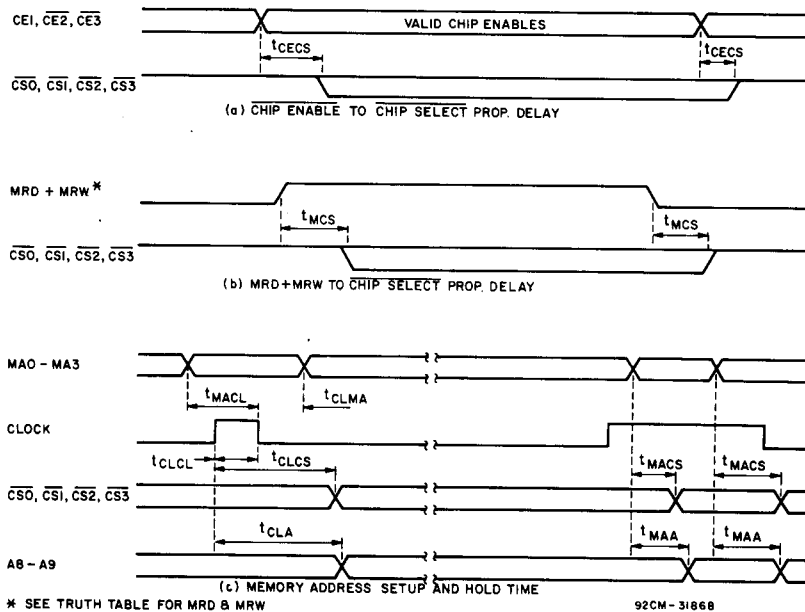 CE1, CE2, CE3
VALID CHIP ENABLES
tCECS
tCECS
CS0, CS1, CS2, CS3
(a) CHIP ENABLE TO CHIP SELECT PROP. DELAY
MRD + MRW*
tMCS
tMCS
CS0, CS1, CS2, CS3
(b) MRD+MRW TO CHIP SELECT PROP. DELAY
MA0 - MA3
tMACL
tCLMA
CLOCK
tCLCL
tCLCS
tMACS
tMACS
CS0, CS1, CS2, CS3
tCLA
tMAA
tMAA
A8 - A9
(c) MEMORY ADDRESS SETUP AND HOLD TIME
* SEE TRUTH TABLE FOR MRD & MRW
92CM-31868